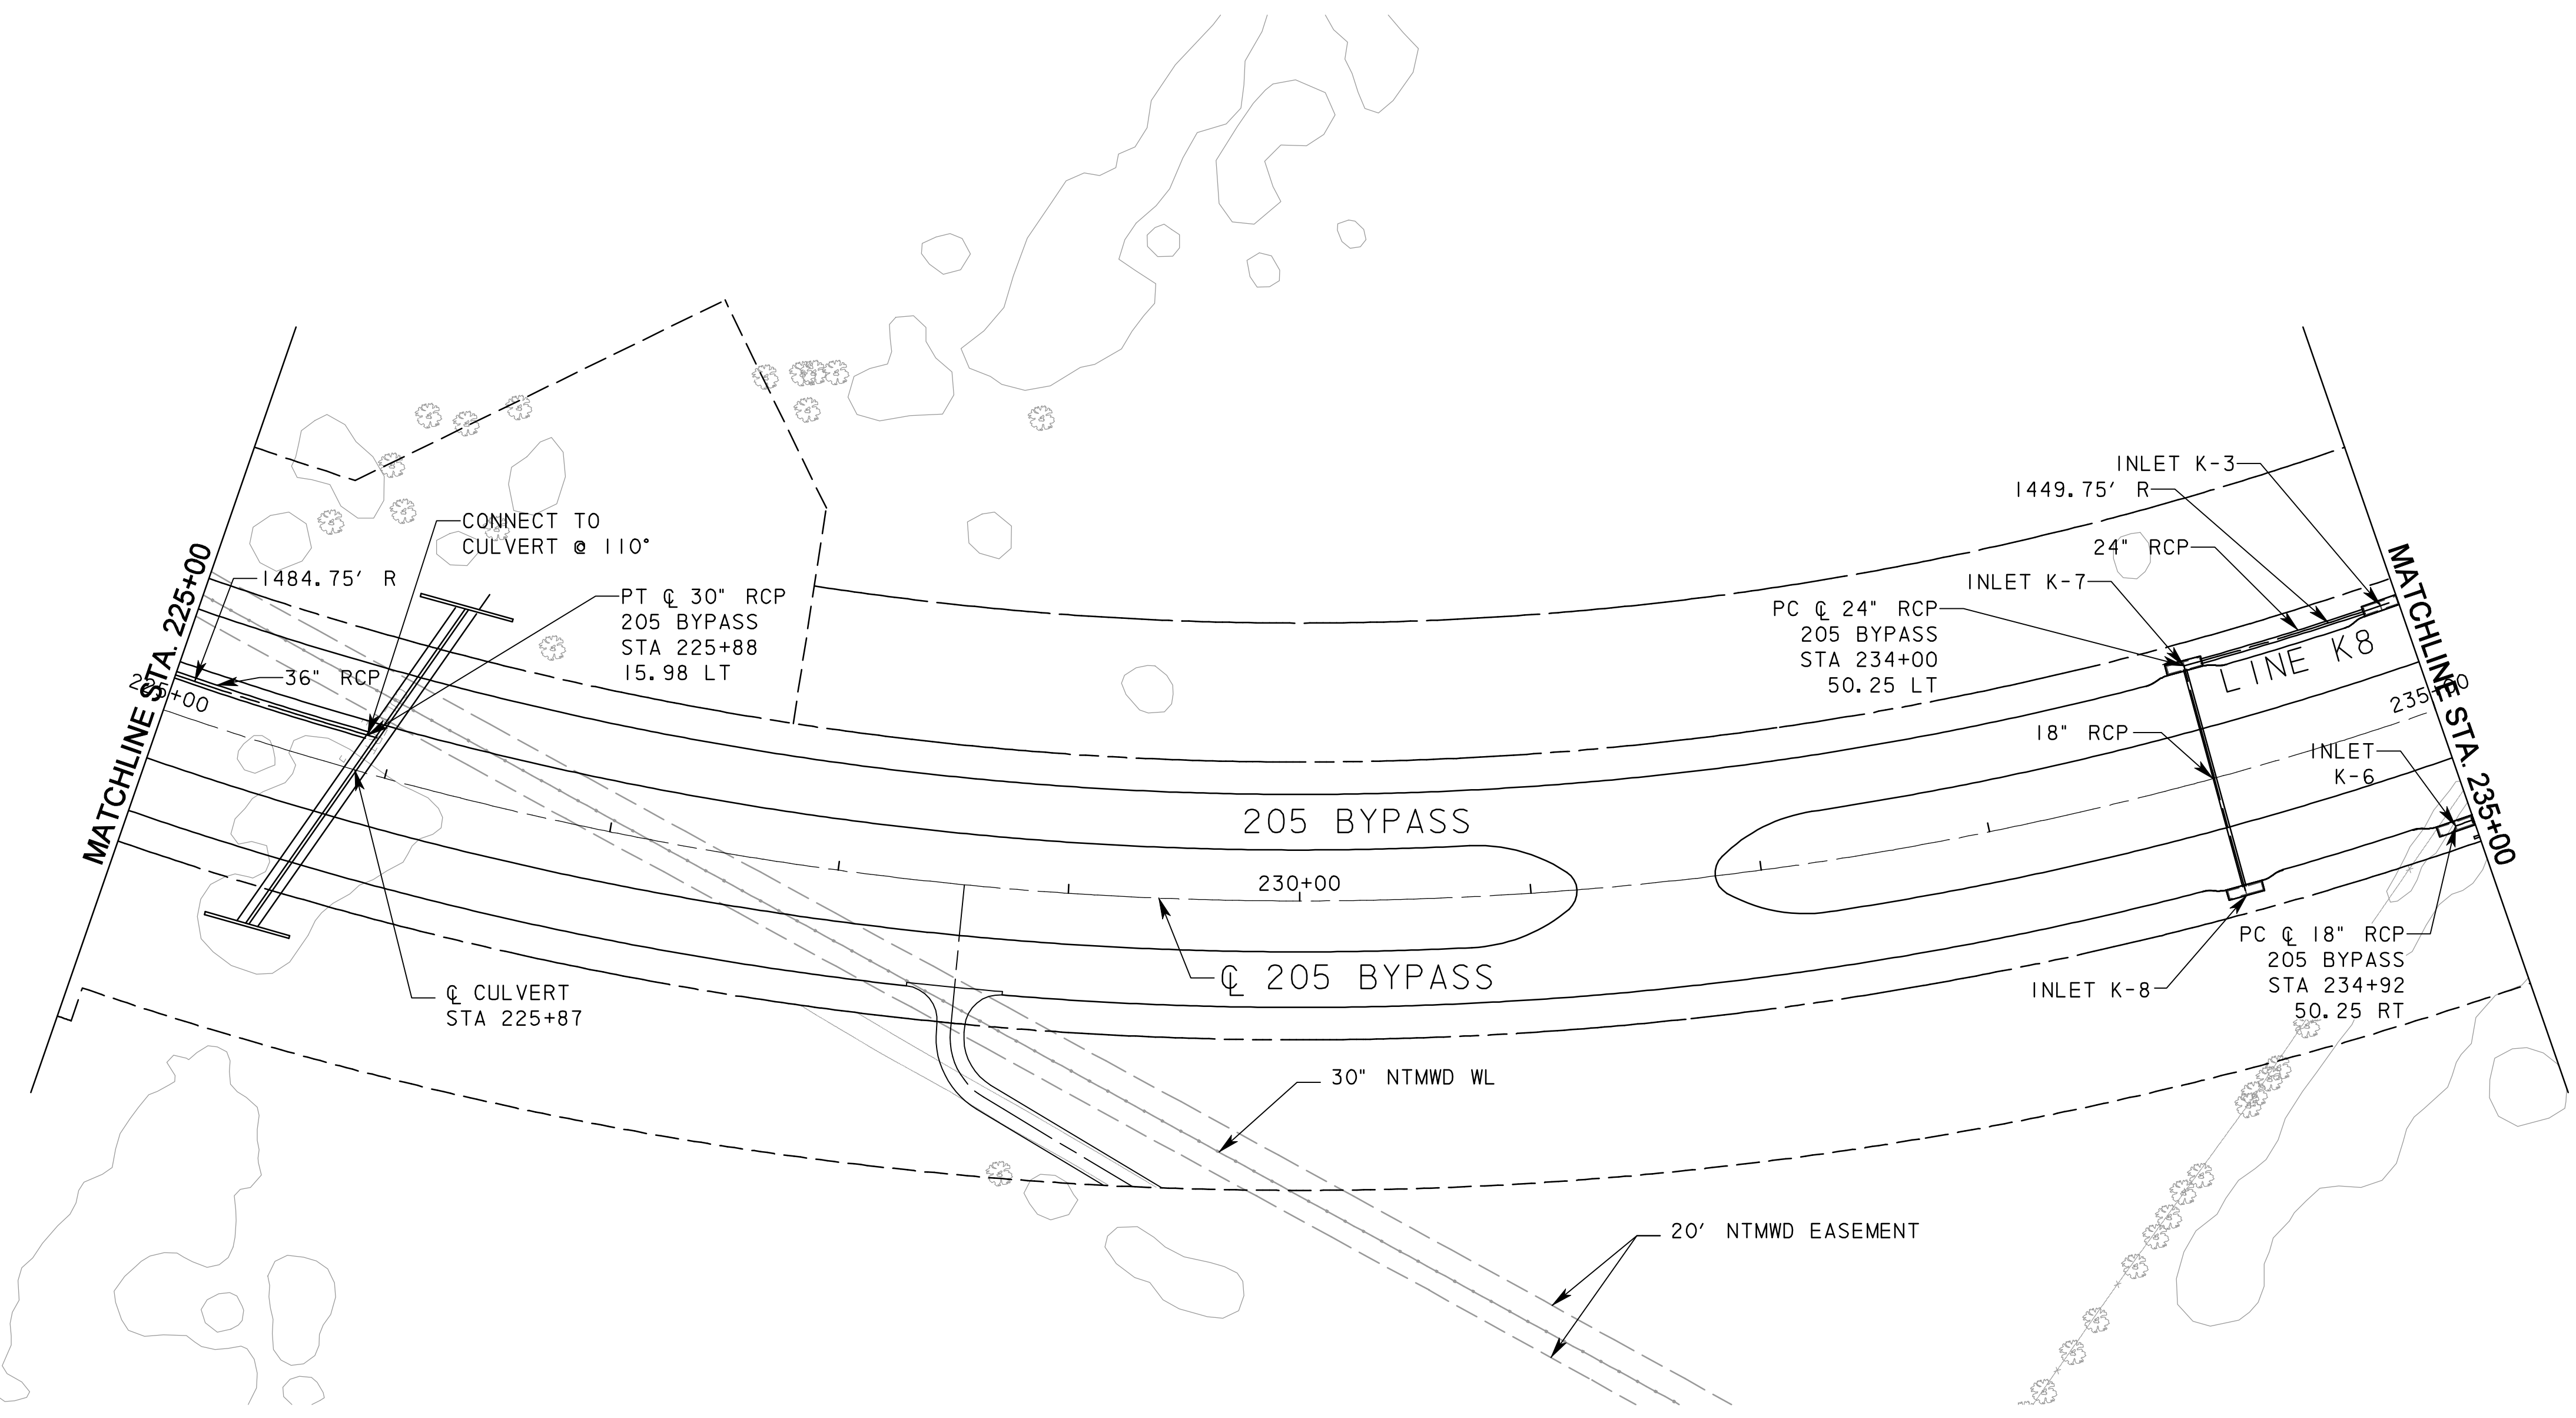 MATCHLINE STA. 225+00
225+00
1484.75' R
36" RCP
CONNECT TO
CULVERT @ 110°
PT ℄ 30" RCP
205 BYPASS
STA 225+88
15.98 LT
℄ CULVERT
STA 225+87
205 BYPASS
230+00
℄ 205 BYPASS
30" NTMWD WL
20' NTMWD EASEMENT
INLET K-3
1449.75' R
24" RCP
INLET K-7
PC ℄ 24" RCP
205 BYPASS
STA 234+00
50.25 LT
LINE K8
18" RCP
235+00
INLET
K-6
PC ℄ 18" RCP
205 BYPASS
STA 234+92
50.25 RT
INLET K-8
MATCHLINE STA. 235+00